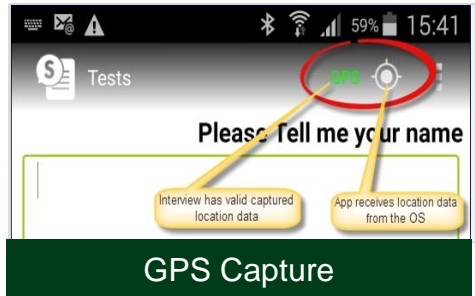 59% 15:41
S Tests GPS
Please Tell me your name
Interview has valid captured
location data
App receives location data
from the OS
GPS Capture